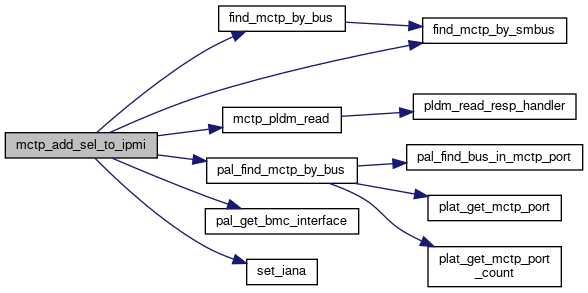 find_mctp_by_bus
find_mctp_by_smbus
mctp_pldm_read
pldm_read_resp_handler
mctp_add_sel_to_ipmi
pal_find_mctp_by_bus
pal_find_bus_in_mctp_port
plat_get_mctp_port
pal_get_bmc_interface
plat_get_mctp_port
_count
set_iana